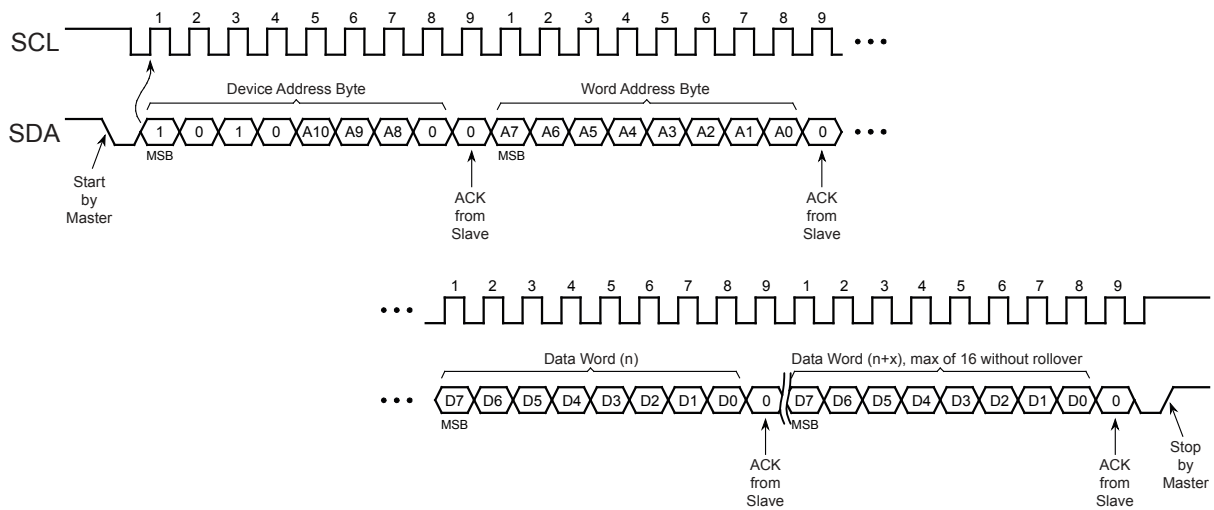 1 2 3 4 5 6 7 8 9 1 2 3 4 5 6 7 8 9
SCL
Device Address Byte
Word Address Byte
SDA
1 0 1 0 A10 A9 A8 0 0 A7 A6 A5 A4 A3 A2 A1 A0 0
MSB
MSB
Start
by
Master
ACK
from
Slave
ACK
from
Slave
1 2 3 4 5 6 7 8 9 1 2 3 4 5 6 7 8 9
Data Word (n)
Data Word (n+x), max of 16 without rollover
D7 D6 D5 D4 D3 D2 D1 D0 0 D7 D6 D5 D4 D3 D2 D1 D0 0
MSB
MSB
ACK
from
Slave
ACK
from
Slave
Stop
by
Master